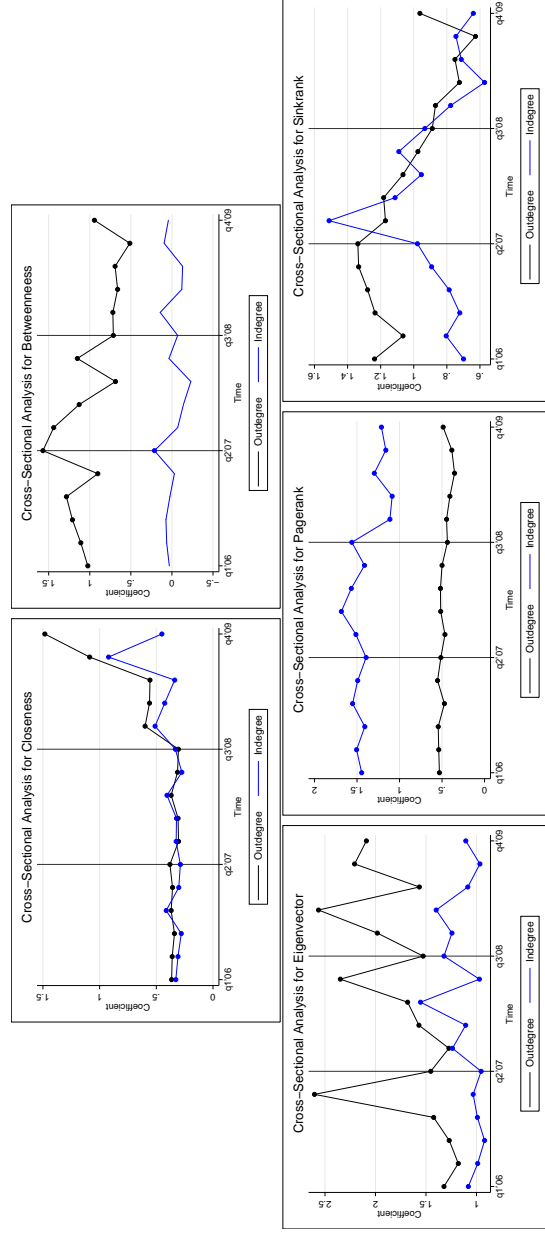 Cross−Sectional Analysis for Closeness
Coefficient
1.5
1
.5
0
q1'06
q2'07
q3'08
q4'09
Time
Outdegree
Indegree
Cross−Sectional Analysis for Betweenneess
Coefficient
1.5
1
.5
0
−.5
q1'06
q2'07
q3'08
q4'09
Time
Outdegree
Indegree
Cross−Sectional Analysis for Eigenvector
Coefficient
2.5
2
1.5
1
q1'06
q2'07
q3'08
q4'09
Time
Outdegree
Indegree
Cross−Sectional Analysis for Pagerank
Coefficient
2
1.5
1
.5
0
q1'06
q2'07
q3'08
q4'09
Time
Outdegree
Indegree
Cross−Sectional Analysis for Sinkrank
Coefficient
1.6
1.4
1.2
1
.8
.6
q1'06
q2'07
q3'08
q4'09
Time
Outdegree
Indegree